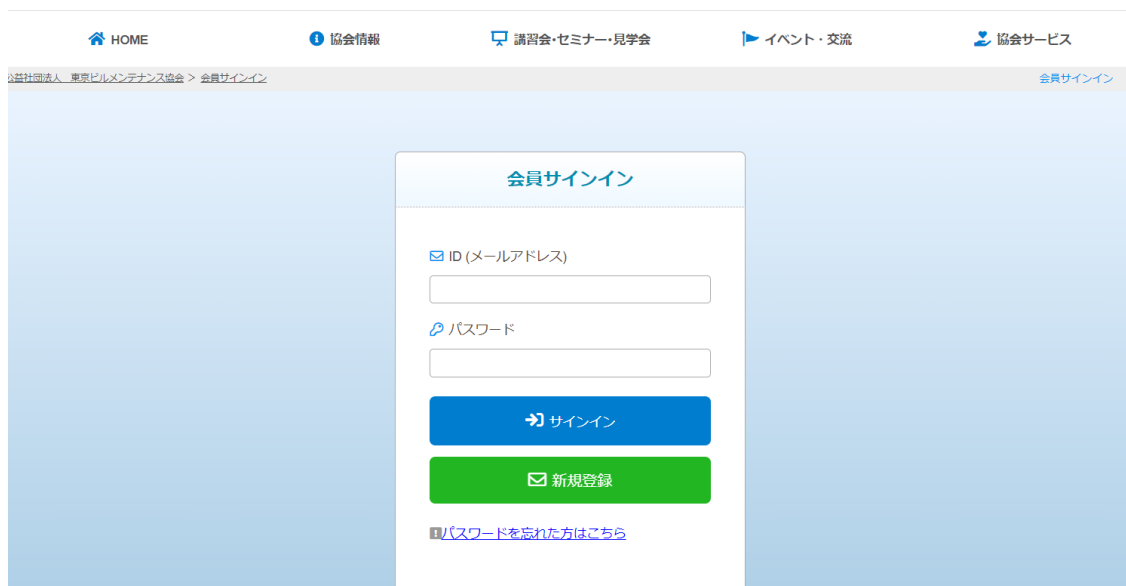 HOME 協会情報 講習会・セミナー・見学会 イベント・交流 協会サービス
公益社団法人 東京ビルメンテナンス協会 > 会員サインイン 会員サインイン
会員サインイン
ID (メールアドレス)
パスワード
サインイン
新規登録
パスワードを忘れた方はこちら